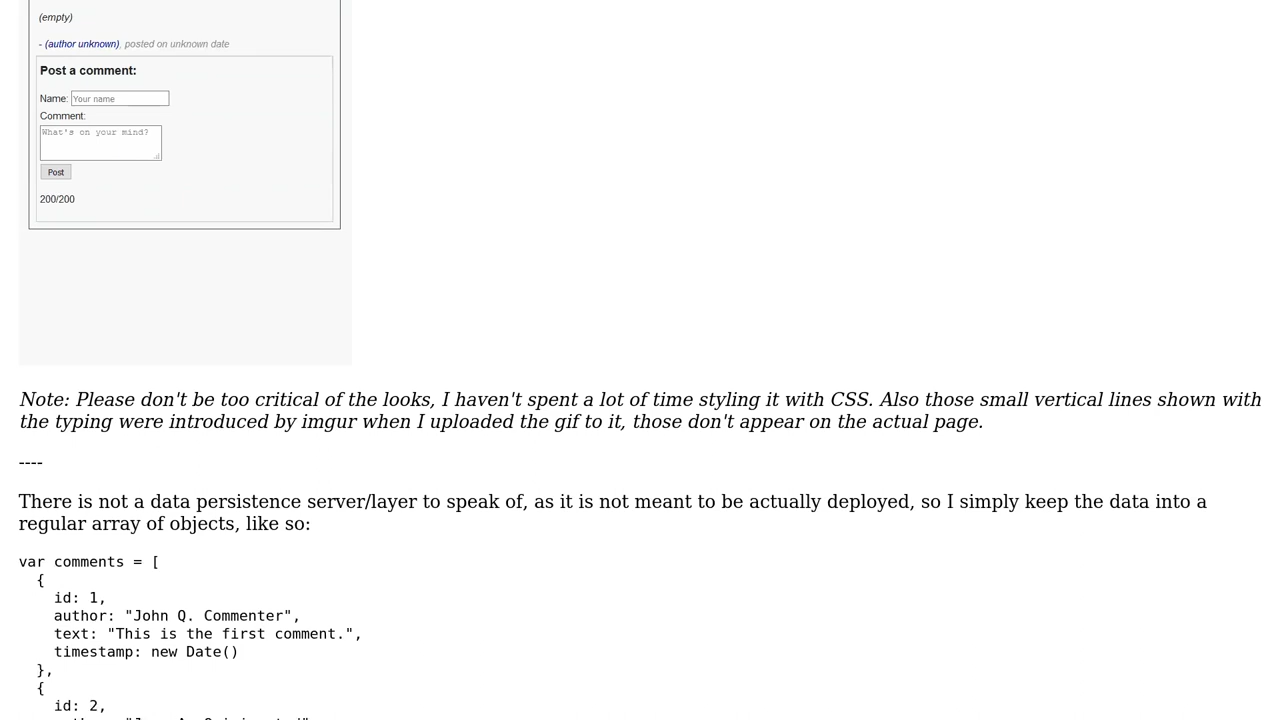 (empty)
- (author unknown), posted on unknown date
Post a comment:
Name: Your name
Comment:
What's on your mind?
Post
200/200
Note: Please don't be too critical of the looks, I haven't spent a lot of time styling it with CSS. Also those small vertical lines shown with
the typing were introduced by imgur when I uploaded the gif to it, those don't appear on the actual page.
----
There is not a data persistence server/layer to speak of, as it is not meant to be actually deployed, so I simply keep the data into a
regular array of objects, like so:
var comments = [
  {
    id: 1,
    author: "John Q. Commenter",
    text: "This is the first comment.",
    timestamp: new Date()
  },
  {
    id: 2,